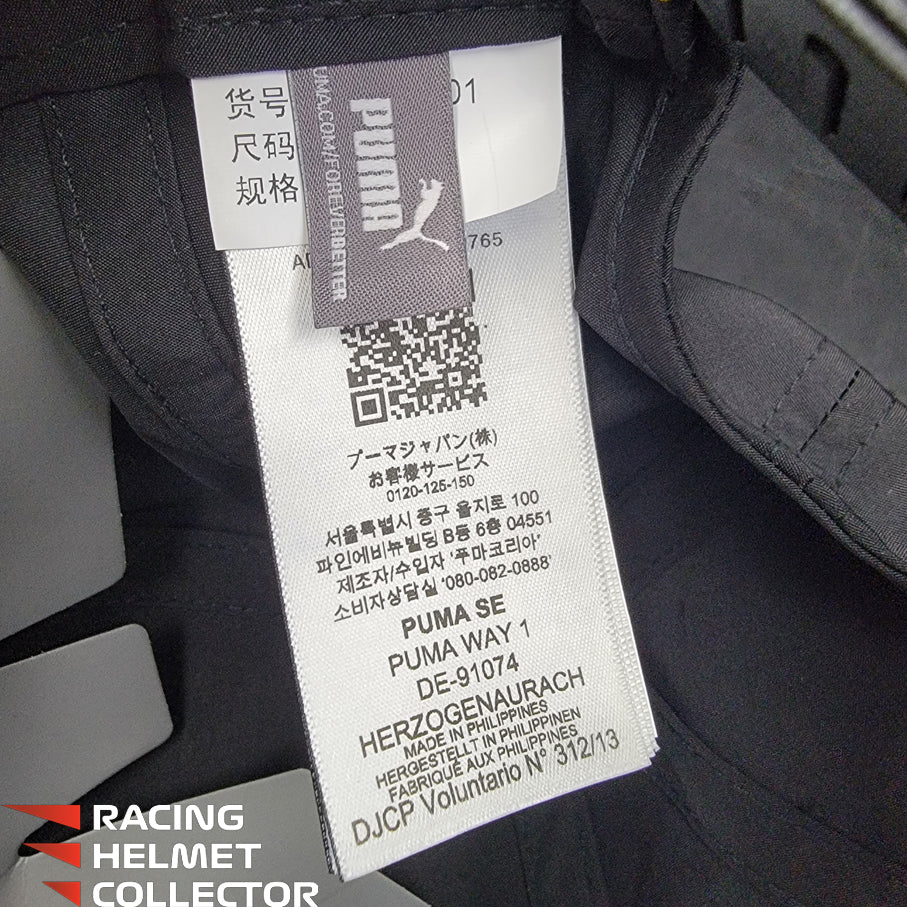 货号
01
尺码
规格
PUMA
UMA.COM/FOREVERBETTER
765
プーマジャパン(株)
お客様サービス
0120-125-150
서울특별시 중구 을지로 100
파인에비뉴빌딩 B동 6층 04551
제조자/수입자 '푸마코리아'
소비자상담실 '080-082-0888'
PUMA SE
PUMA WAY 1
DE-91074
HERZOGENAURACH
MADE IN PHILIPPINES
HERGESTELLT IN PHILIPPINEN
FABRIQUÉ AUX PHILIPPINES
DJCP Voluntario N° 312/13
RACING
HELMET
COLLECTOR